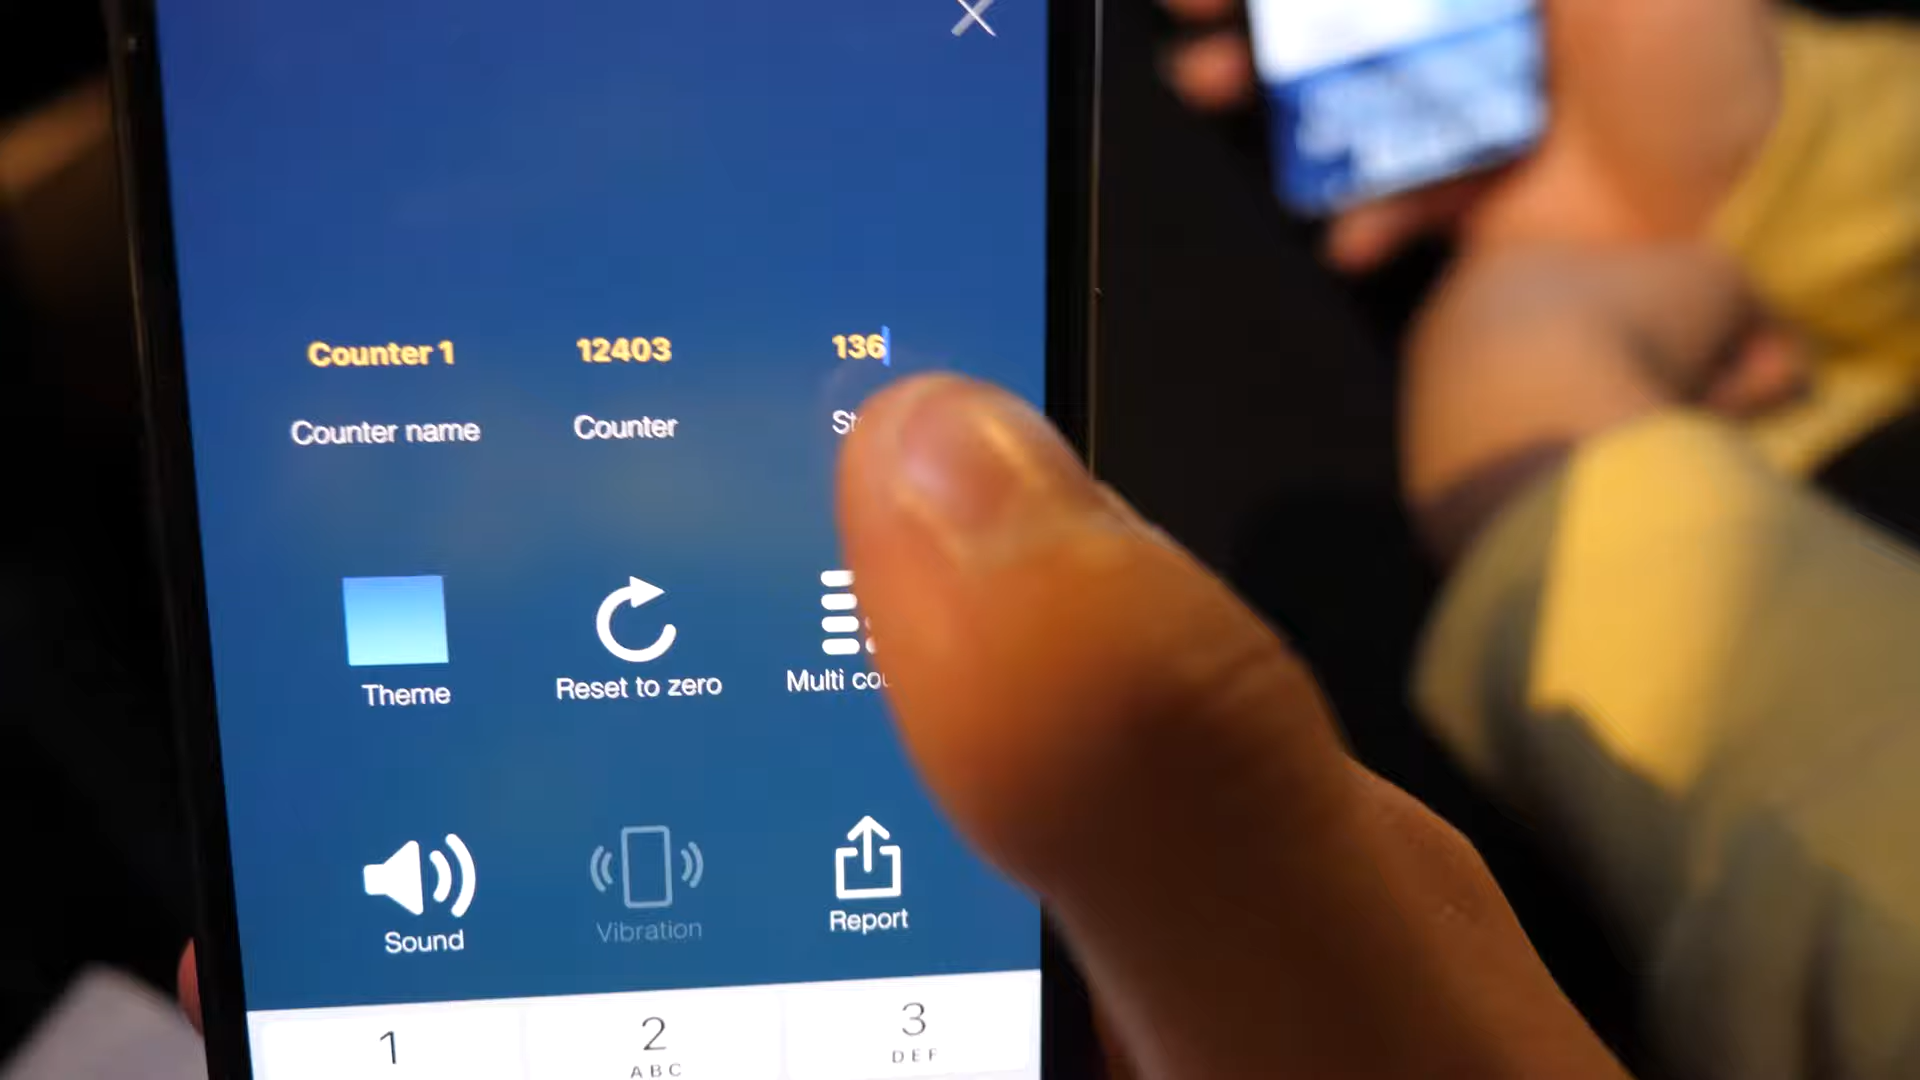 Counter 1 12403 136
Counter name Counter
Theme Reset to zero Multi
Sound Vibration Report
1 2 3
ABC DEF